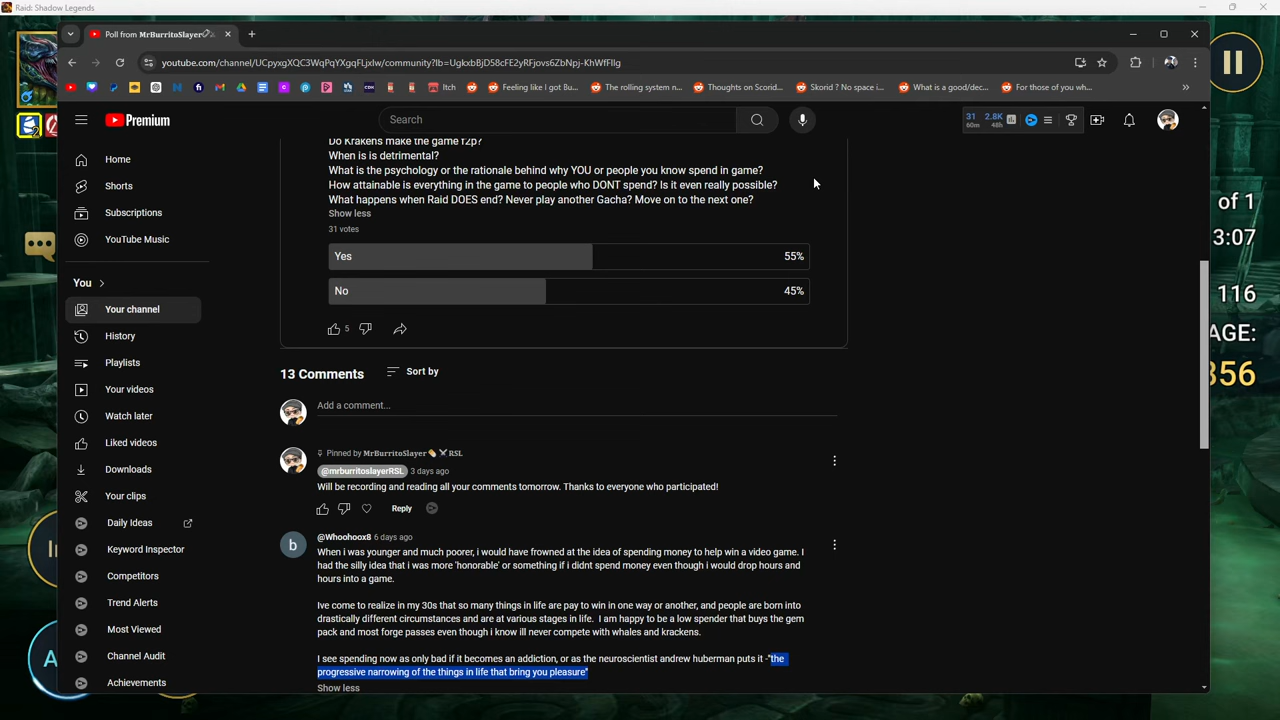 Raid: Shadow Legends
Poll from MrBurritoSlayer
youtube.com/channel/UCpyxgXQC3WqPqYXgqFLjxIw/community?lb=UgkxbBjD58cFE2yRFjovs6ZbNpj-KhWfFIlg
Itch
Feeling like I got 8u...
The rolling system n...
Thoughts on Scorid...
Skorid ? No space i...
What is a good/dec...
For those of you wh...
Premium
Search
31
60m
2.8K
48h
Home
Shorts
Subscriptions
YouTube Music
You
Your channel
History
Playlists
Your videos
Watch later
Liked videos
Downloads
Your clips
Daily Ideas
Keyword Inspector
Competitors
Trend Alerts
Most Viewed
Channel Audit
Achievements
Do Krakens make the game f2p?
When is is detrimental?
What is the psychology or the rationale behind why YOU or people you know spend in game?
How attainable is everything in the game to people who DONT spend? Is it even really possible?
What happens when Raid DOES end? Never play another Gacha? Move on to the next one?
Show less
31 votes
Yes 55%
No 45%
5
13 Comments Sort by
Add a comment...
Pinned by MrBurritoSlayer RSL
@mrburritoslayerRSL 3 days ago
Will be recording and reading all your comments tomorrow. Thanks to everyone who participated!
Reply
b
@Whoohoox8 6 days ago
When i was younger and much poorer, i would have frowned at the idea of spending money to help win a video game. I
had the silly idea that i was more 'honorable' or something if i didnt spend money even though i would drop hours and
hours into a game.
Ive come to realize in my 30s that so many things in life are pay to win in one way or another, and people are born into
drastically different circumstances and are at various stages in life. I am happy to be a low spender that buys the gem
pack and most forge passes even though i know ill never compete with whales and krakens.
I see spending now as only bad if it becomes an addiction, or as the neuroscientist andrew huberman puts it -"the
progressive narrowing of the things in life that bring you pleasure"
Show less
of 1
3:07
116
AGE:
356